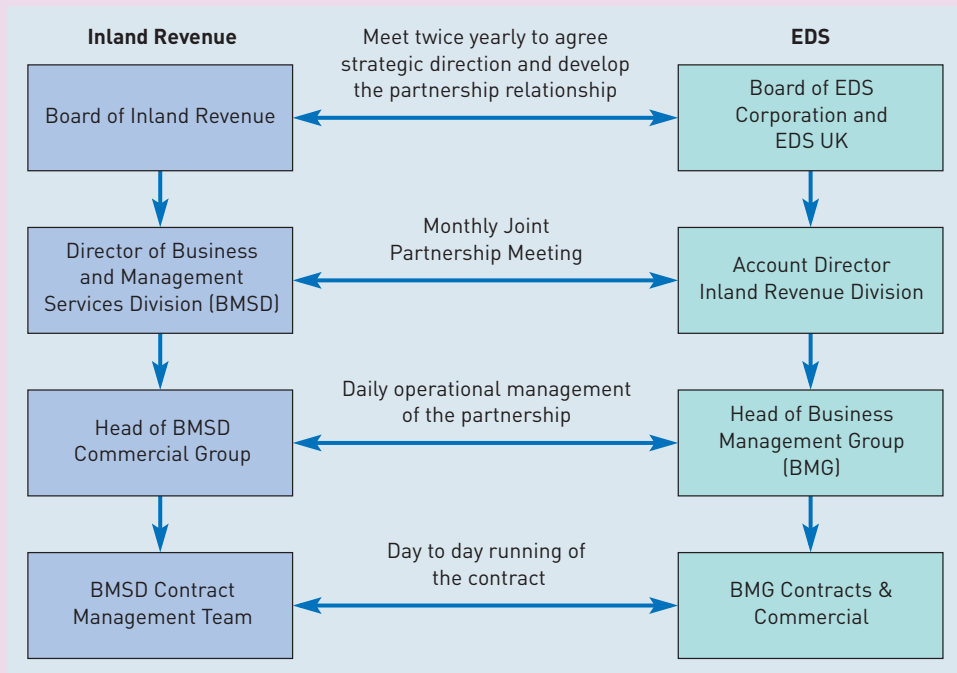 Inland Revenue
Meet twice yearly to agree
strategic direction and develop
the partnership relationship
EDS
Board of Inland Revenue
Board of EDS
Corporation and
EDS UK
Director of Business
and Management
Services Division (BMSD)
Monthly Joint
Partnership Meeting
Account Director
Inland Revenue Division
Head of BMSD
Commercial Group
Daily operational management
of the partnership
Head of Business
Management Group
(BMG)
BMSD Contract
Management Team
Day to day running of
the contract
BMG Contracts &
Commercial